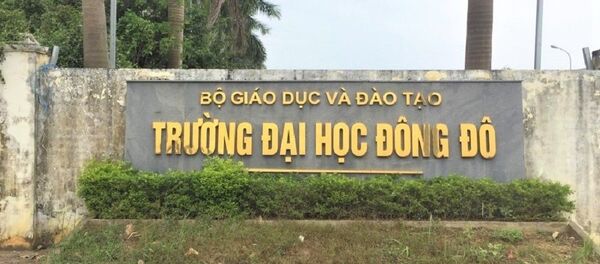 BỘ GIÁO DỤC VÀ ĐÀO TẠO
TRƯỜNG ĐẠI HỌC ĐÔNG ĐÔ